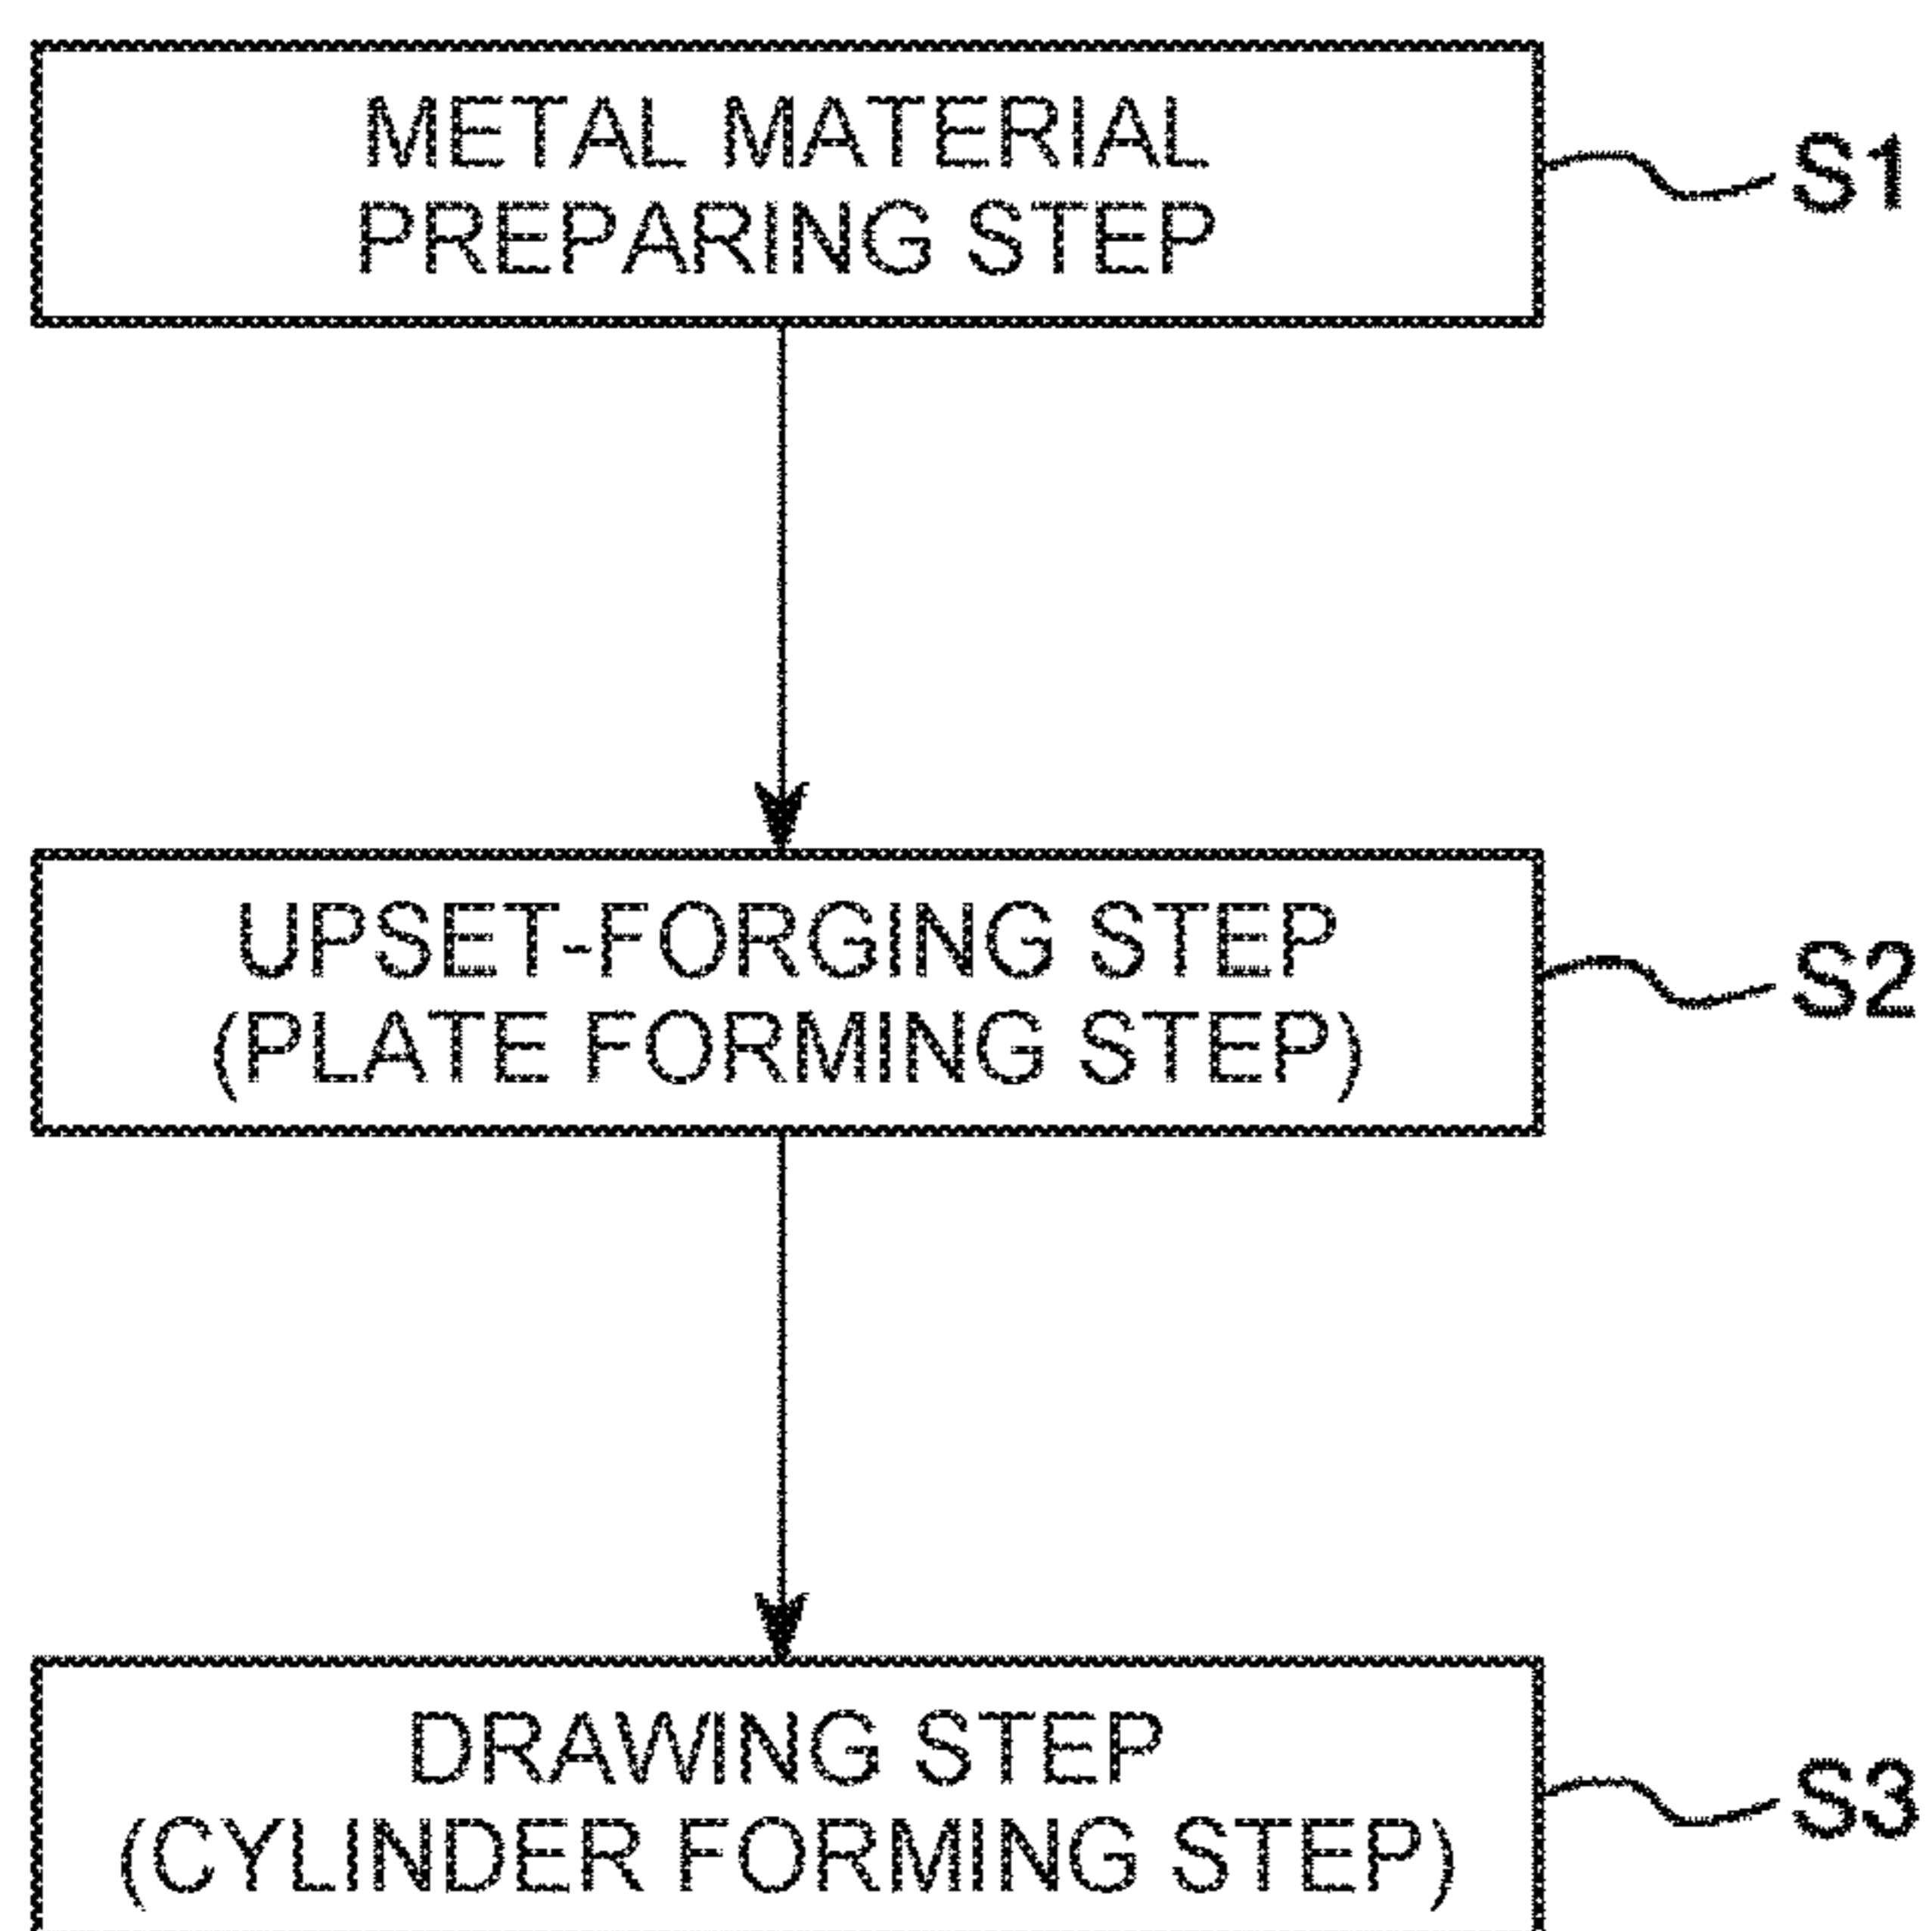 METAL MATERIAL
PREPARING STEP
S1
UPSET-FORGING STEP
(PLATE FORMING STEP)
S2
DRAWING STEP
(CYLINDER FORMING STEP)
S3